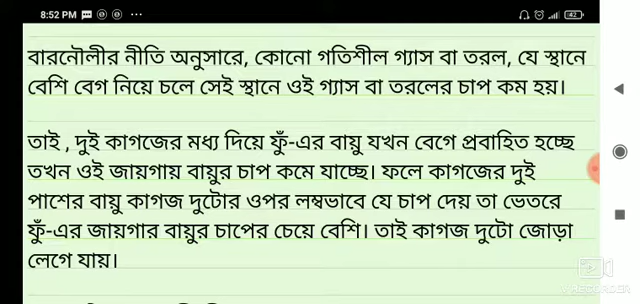 8:52 PM
42
বারনৌলীর নীতি অনুসারে, কোনো গতিশীল গ্যাস বা তরল, যে স্থানে
বেশি বেগ নিয়ে চলে সেই স্থানে ওই গ্যাস বা তরলের চাপ কম হয়।
তাই , দুই কাগজের মধ্য দিয়ে ফুঁ-এর বায়ু যখন বেগে প্রবাহিত হচ্ছে
তখন ওই জায়গায় বায়ুর চাপ কমে যাচ্ছে। ফলে কাগজের দুই
পাশের বায়ু কাগজ দুটোর ওপর লম্বভাবে যে চাপ দেয় তা ভেতরে
ফুঁ-এর জায়গার বায়ুর চাপের চেয়ে বেশি। তাই কাগজ দুটো জোড়া
লেগে যায়।